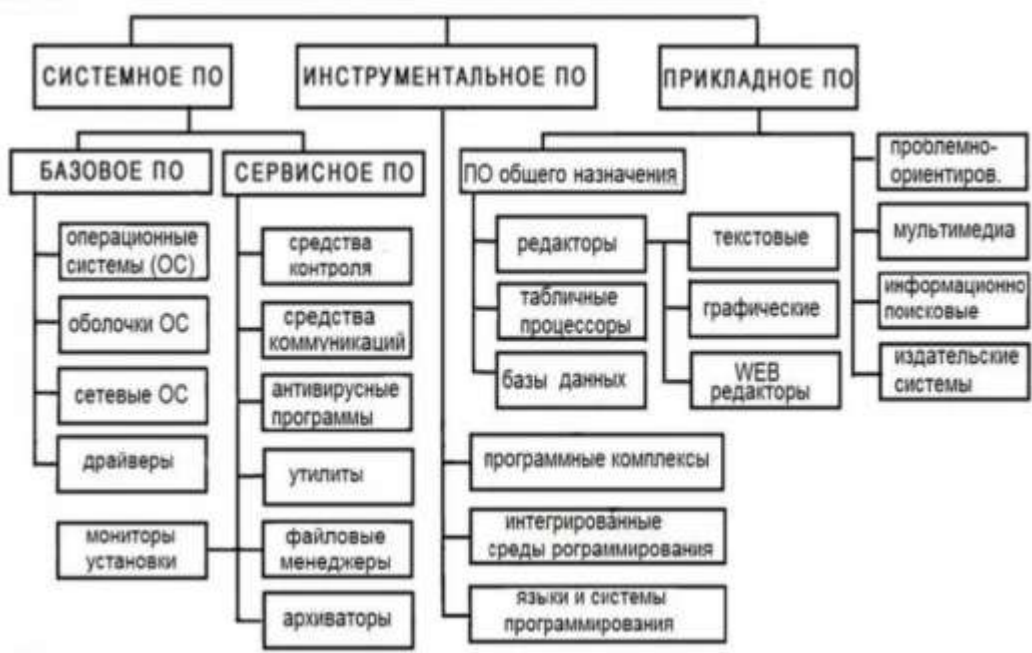 СИСТЕМНОЕ ПО
ИНСТРУМЕНТАЛЬНОЕ ПО
ПРИКЛАДНОЕ ПО
БАЗОВОЕ ПО
СЕРВИСНОЕ ПО
ПО общего назначения
проблемно-
ориентиров.
операционные
системы (ОС)
средства
контроля
редакторы
текстовые
мультимедиа
оболочки ОС
средства
коммуникаций
табличные
процессоры
графические
информационно
поисковые
сетевые ОС
антивирусные
программы
базы данных
WEB
редакторы
издательские
системы
драйверы
утилиты
программные комплексы
мониторы
установки
файловые
менеджеры
интегрированные
среды рограммирования
архиваторы
языки и системы
программирования